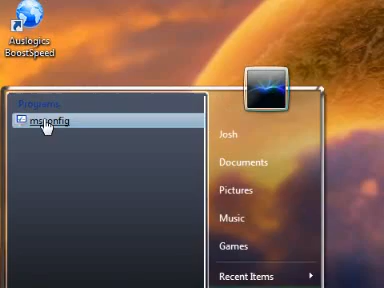 Auslogics
BoostSpeed
Programs
msconfig
Josh
Documents
Pictures
Music
Games
Recent Items